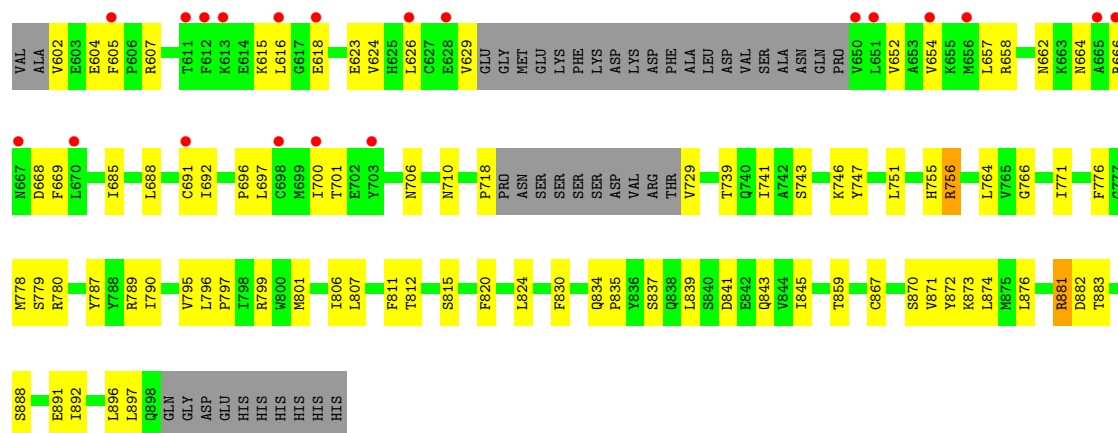 VAL ALA V602 E603 E604 F605 P606 R607 T611 F612 K613 E614 K615 L616 G617 E618 E623 V624 H625 L626 C627 E628 V629 GLU GLY MET GLU LYS PHE LYS ASP LYS ASP PHE ALA LEU ASP VAL SER ALA ASN GLN PRO V650 L651 V652 A653 V654 K655 M656 L657 R658 N662 K663 N664 A665 R666
N667 D668 F669 L670 I685 L688 C691 I692 P696 L697 C698 M699 I700 T701 E702 Y703 N706 N710 P718 PRO ASN SER SER SER SER ASP VAL ARG THR V729 T739 Q740 I741 A742 S743 K746 Y747 L751 H755 R756 L764 V765 G766 I771 F776
M778 S779 R780 Y787 Y788 R789 I790 V795 L796 P797 I798 R799 W800 M801 I806 L807 F811 T812 S815 F820 L824 F830 Q834 P835 Y836 S837 Q838 L839 S840 D841 E842 Q843 V844 I845 T859 C867 S870 V871 Y872 K873 L874 M875 L876 R881 D882 T883
S888 E891 I892 L896 L897 Q898 GLN GLY ASP GLU HIS HIS HIS HIS HIS HIS